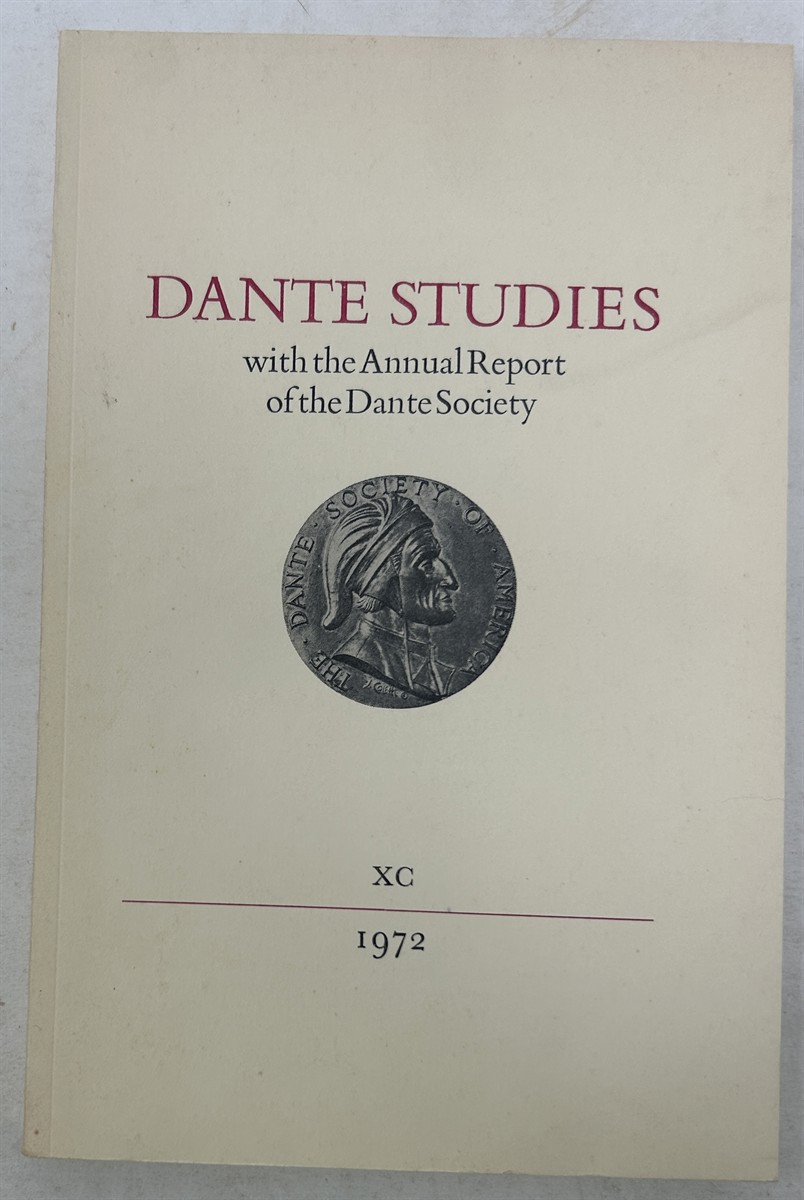 DANTE STUDIES
with the Annual Report
of the Dante Society
THE · DANTE · SOCIETY · OF · AMERICA
XC
1972